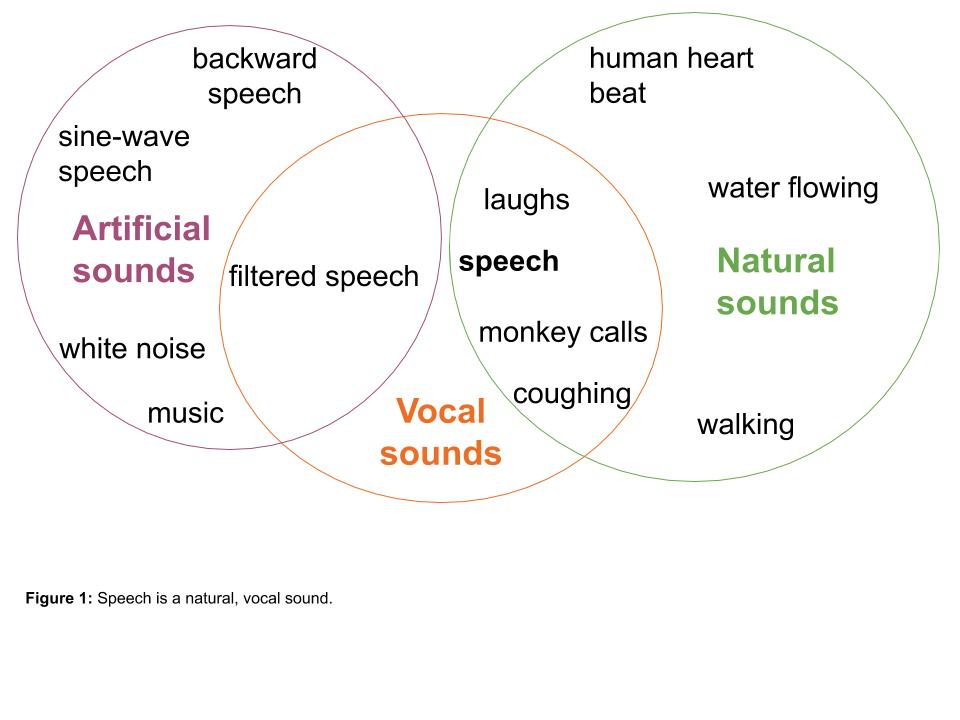 backward
speech
sine-wave
speech
Artificial
sounds
filtered speech
white noise
music
Vocal
sounds
laughs
speech
monkey calls
coughing
human heart
beat
water flowing
Natural
sounds
walking
Figure 1: Speech is a natural, vocal sound.